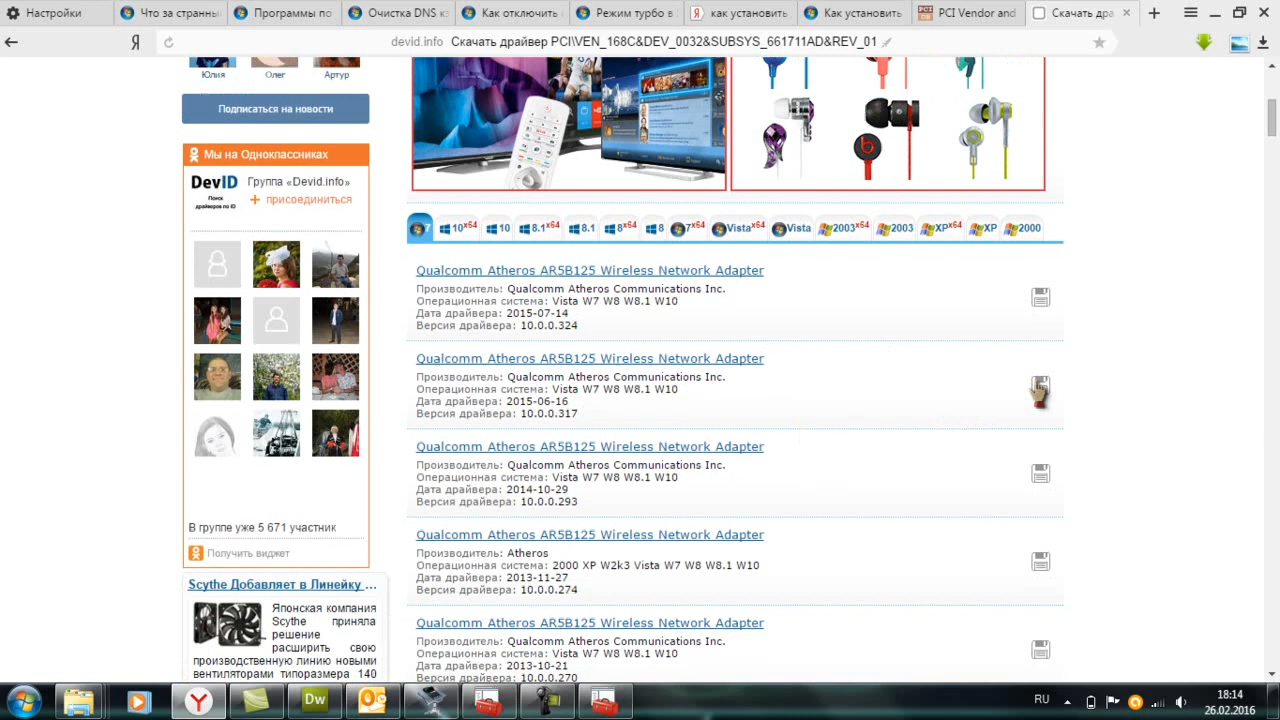 Настройки
Что за странны
Программы по
Очистка DNS кэ
Как отключить
Режим турбо в
как установить
Как установить
PCI Vendor and
Скачать дра
devid.info Скачать драйвер PCI\VEN_168C&DEV_0032&SUBSYS_661711AD&REV_01
Юлия Олег Артур
Подписаться на новости
Мы на Одноклассниках
DevID
Поиск
драйверов по ID
Группа «Devid.info»
+ присоединиться
В группе уже 5 671 участник
Получить виджет
Scythe Добавляет в Линейку ...
Японская компания
Scythe приняла
решение
расширить свою
производственную линию новыми
вентиляторами типоразмера 140
7 10x64 10 8.1x64 8.1 8x64 8 7x64 Vistax64 Vista 2003x64 2003 XPx64 XP 2000
Qualcomm Atheros AR5B125 Wireless Network Adapter
Производитель: Qualcomm Atheros Communications Inc.
Операционная система: Vista W7 W8 W8.1 W10
Дата драйвера: 2015-07-14
Версия драйвера: 10.0.0.324
Qualcomm Atheros AR5B125 Wireless Network Adapter
Производитель: Qualcomm Atheros Communications Inc.
Операционная система: Vista W7 W8 W8.1 W10
Дата драйвера: 2015-06-16
Версия драйвера: 10.0.0.317
Qualcomm Atheros AR5B125 Wireless Network Adapter
Производитель: Qualcomm Atheros Communications Inc.
Операционная система: Vista W7 W8 W8.1 W10
Дата драйвера: 2014-10-29
Версия драйвера: 10.0.0.293
Qualcomm Atheros AR5B125 Wireless Network Adapter
Производитель: Atheros
Операционная система: 2000 XP W2k3 Vista W7 W8 W8.1 W10
Дата драйвера: 2013-11-27
Версия драйвера: 10.0.0.274
Qualcomm Atheros AR5B125 Wireless Network Adapter
Производитель: Qualcomm Atheros Communications Inc.
Операционная система: Vista W7 W8 W8.1 W10
Дата драйвера: 2013-10-21
Версия драйвера: 10.0.0.270
Dw
RU
18:14
26.02.2016